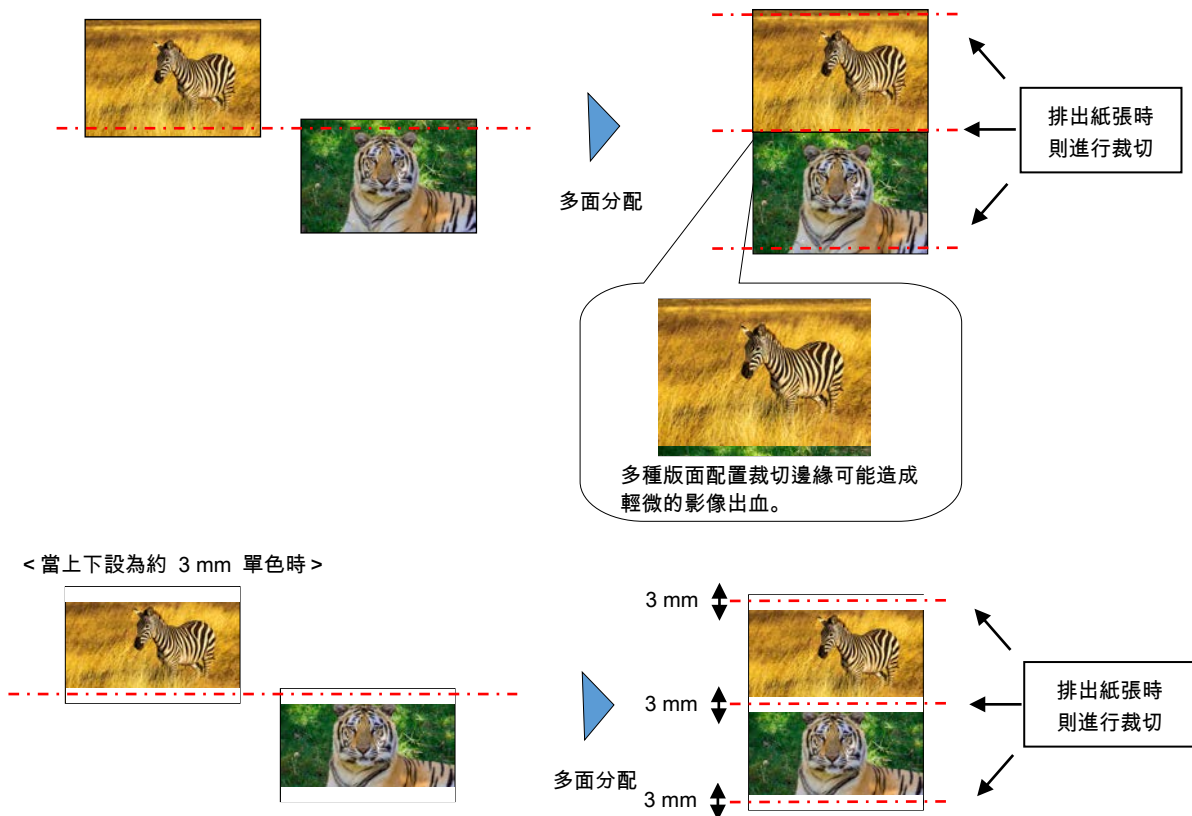 排出紙張時
則進行裁切
多面分配
多種版面配置裁切邊緣可能造成
輕微的影像出血。
<當上下設為約 3 mm 單色時>
3 mm
3 mm
3 mm
排出紙張時
則進行裁切
多面分配